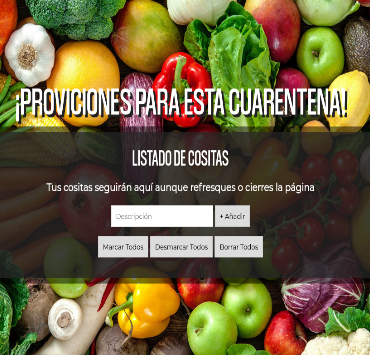 ¡PROVICIONES PARA ESTA CUARENTENA!
LISTADO DE COSITAS
Tus cositas seguirán aquí aunque refresques o cierres la página
Descripción + Añadir
Marcar Todos Desmarcar Todos Borrar Todos